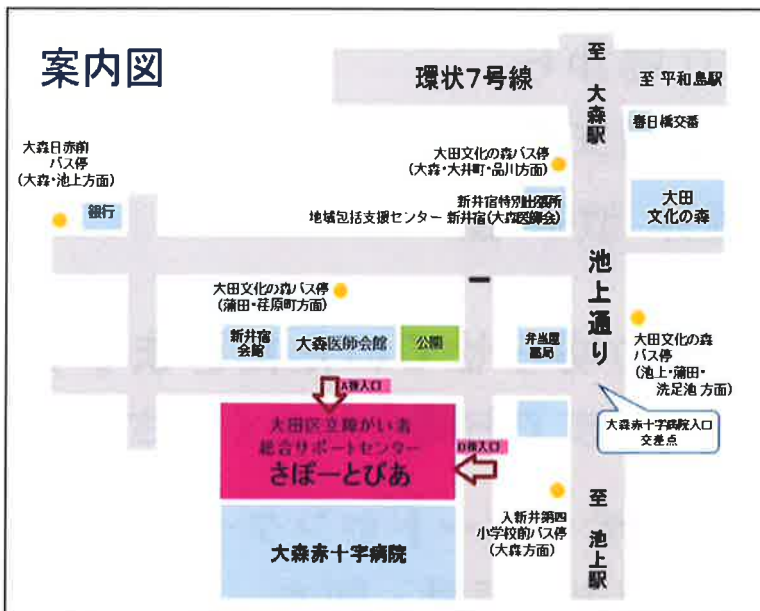 案内図
環状7号線
至 大森駅
至 平和島駅
春日橋交番
大森日赤前
バス停
(大森・池上方面)
銀行
大田文化の森バス停
(大森・大井町・品川方面)
新井宿特別出張所
地域包括支援センター 新井宿(大森医師会)
大田
文化の森
池上通り
大田文化の森バス停
(蒲田・荏原町方面)
新井宿
会館
大森医師会館
公園
弁当屋
薬局
大田文化の森
バス停
(池上・蒲田・
洗足池方面)
A棟入口
大田区立障がい者
総合サポートセンター
さぽーとぴあ
B棟入口
大森赤十字病院入口
交差点
入新井第四
小学校前バス停
(大森方面)
至 池上駅
大森赤十字病院